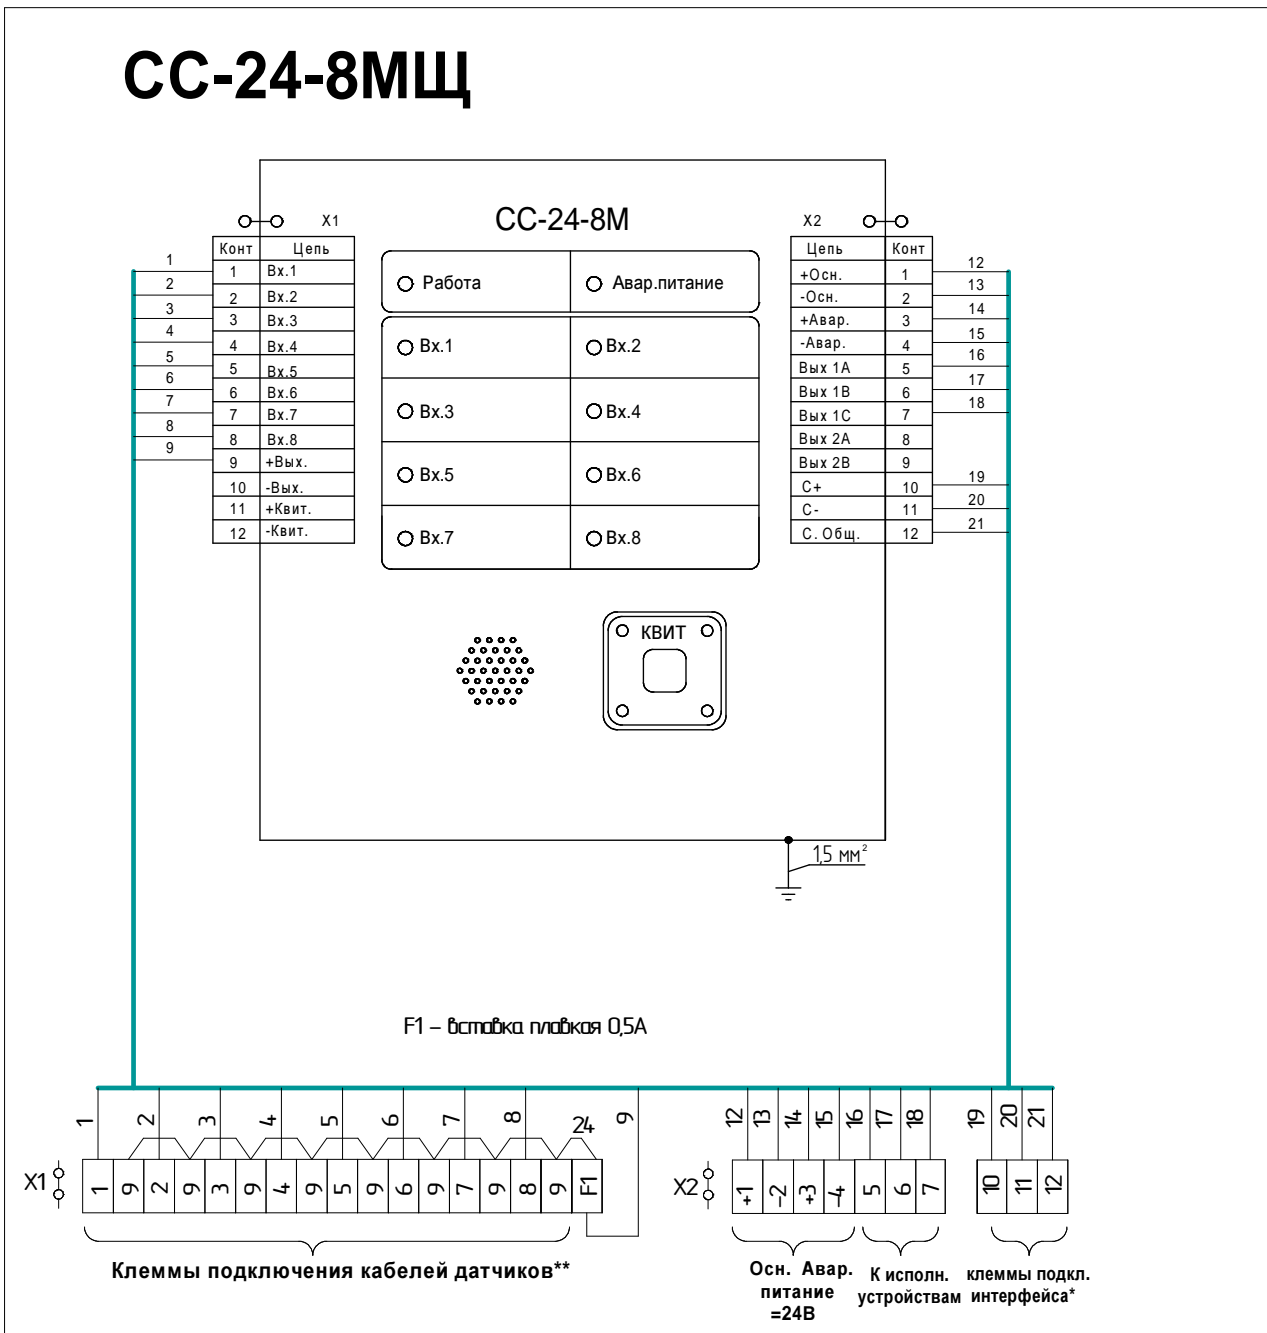 СС-24-8МЩ
СС-24-8М
X1
Конт Цепь
1 Вх.1
2 Вх.2
3 Вх.3
4 Вх.4
5 Вх.5
6 Вх.6
7 Вх.7
8 Вх.8
9 +Вых.
10 -Вых.
11 +Квит.
12 -Квит.
1
2
3
4
5
6
7
8
9
Работа
Авар.питание
Вх.1
Вх.2
Вх.3
Вх.4
Вх.5
Вх.6
Вх.7
Вх.8
КВИТ
X2
Цепь Конт
+Осн. 1
-Осн. 2
+Авар. 3
-Авар. 4
Вых 1А 5
Вых 1В 6
Вых 1С 7
Вых 2А 8
Вых 2В 9
С+ 10
С- 11
С. Общ. 12
12
13
14
15
16
17
18
19
20
21
1,5 мм²
F1 – вставка плавкая 0,5А
1 2 3 4 5 6 7 8 24 9
X1
1 9 2 9 3 9 4 9 5 9 6 9 7 9 8 9 F1
Клеммы подключения кабелей датчиков**
12 13 14 15 16 17 18 19 20 21
X2
+1 –2 +3 –4 5 6 7 10 11 12
Осн. Авар.
питание
=24В
К исполн.
устройствам
клеммы подкл.
интерфейса*